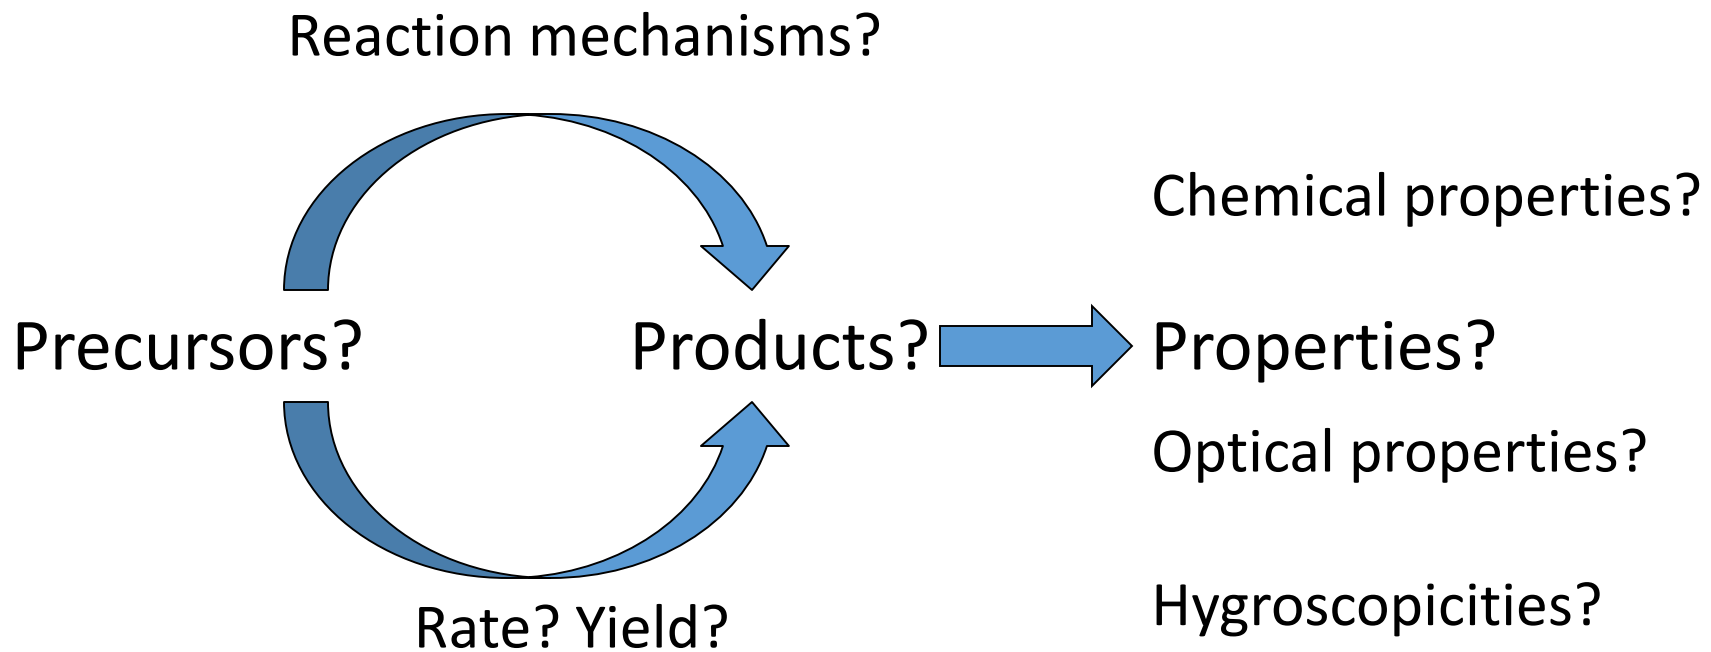 Reaction mechanisms?
Chemical properties?
Precursors?
Products?
Properties?
Optical properties?
Hygroscopicities?
Rate? Yield?